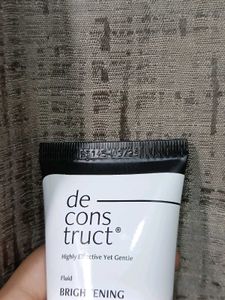 de
cons
truct®
Highly Effective Yet Gentle
Fluid
BRIGHTENING